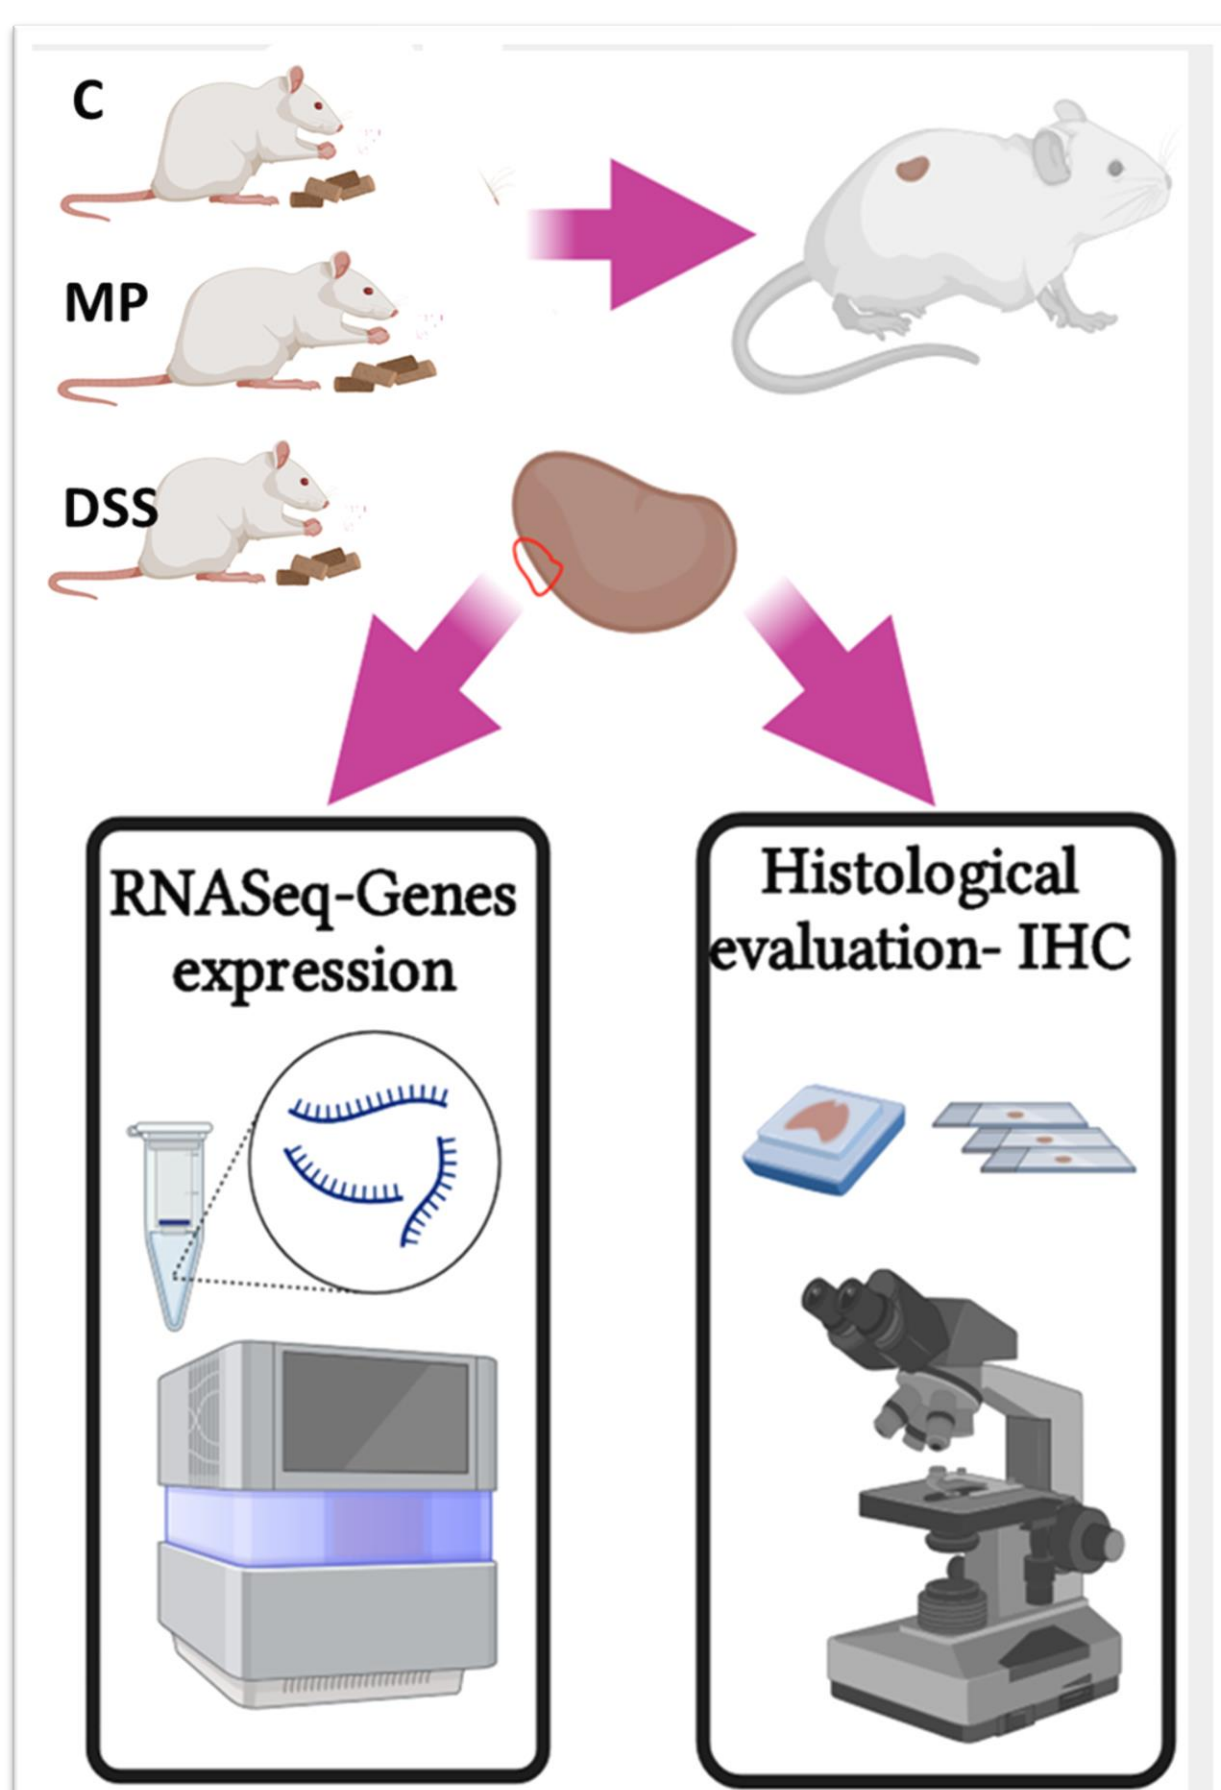 C
MP
DSS
RNASeq-Genes
expression
Histological
evaluation- IHC